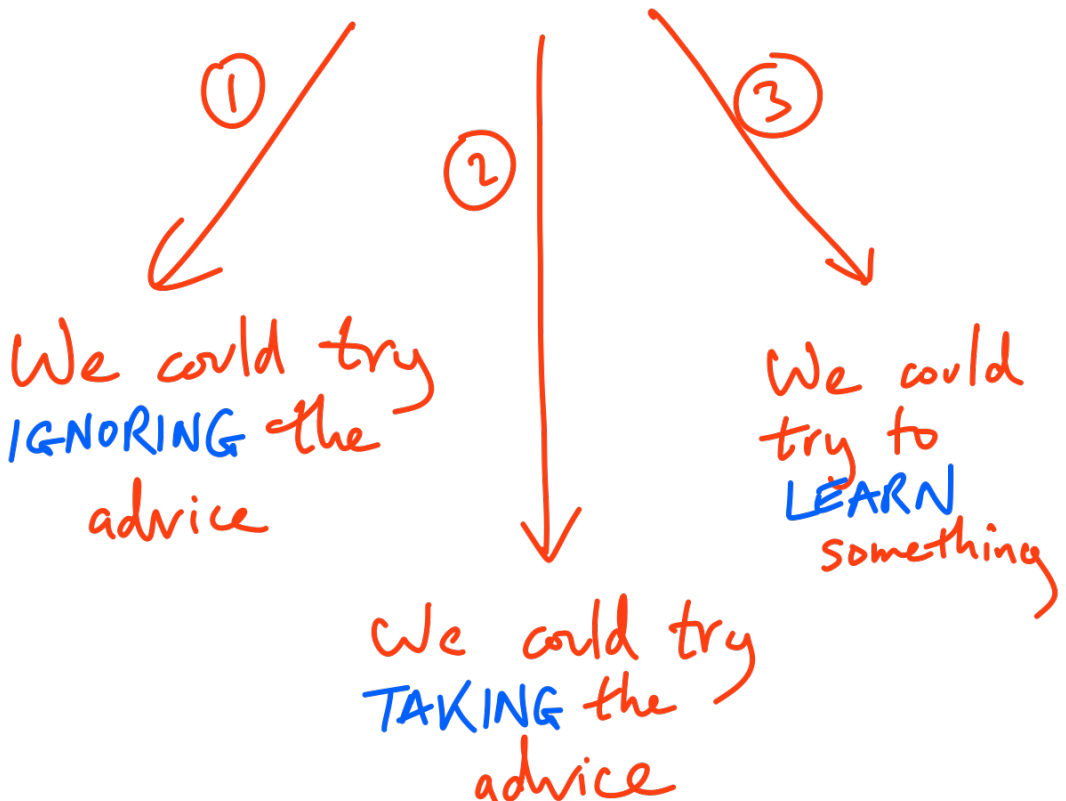 1
We could try
IGNORING the
advice
2
We could try
TAKING the
advice
3
We could
try to
LEARN
something